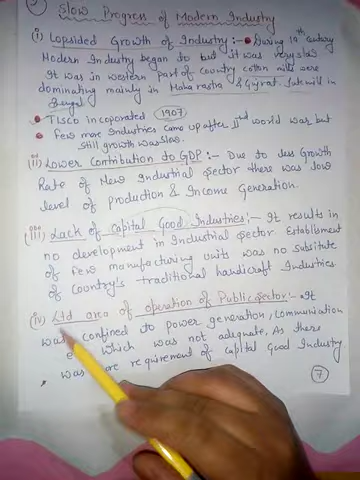 Slow Progress of Modern Industry
(i) Lopsided Growth of Industry :- During 19th century
Modern Industry began to but it was very slow
It was in western part of country cotton mills were
dominating mainly in Maharastra & Gujrat. Jute mill in
Bengal
TISCO incoporated 1907
Few more Industries came up after IInd world war but
still growth was slow.
(ii) Lower Contribution to GDP :- Due to less Growth
Rate of New Industrial Sector there was low
level of production & Income Generation.
(iii) Lack of Capital Good Industries :- It results in
no development in Industrial sector Establishment
of few manufacturing units was no subsitute
of Country's traditional handicraft Industries.
(iv) Ltd area of operation of Public Sector :- It
was confined to power generation, Communication
which was not adequate, As there
was requirement of Capital Good Industry
7